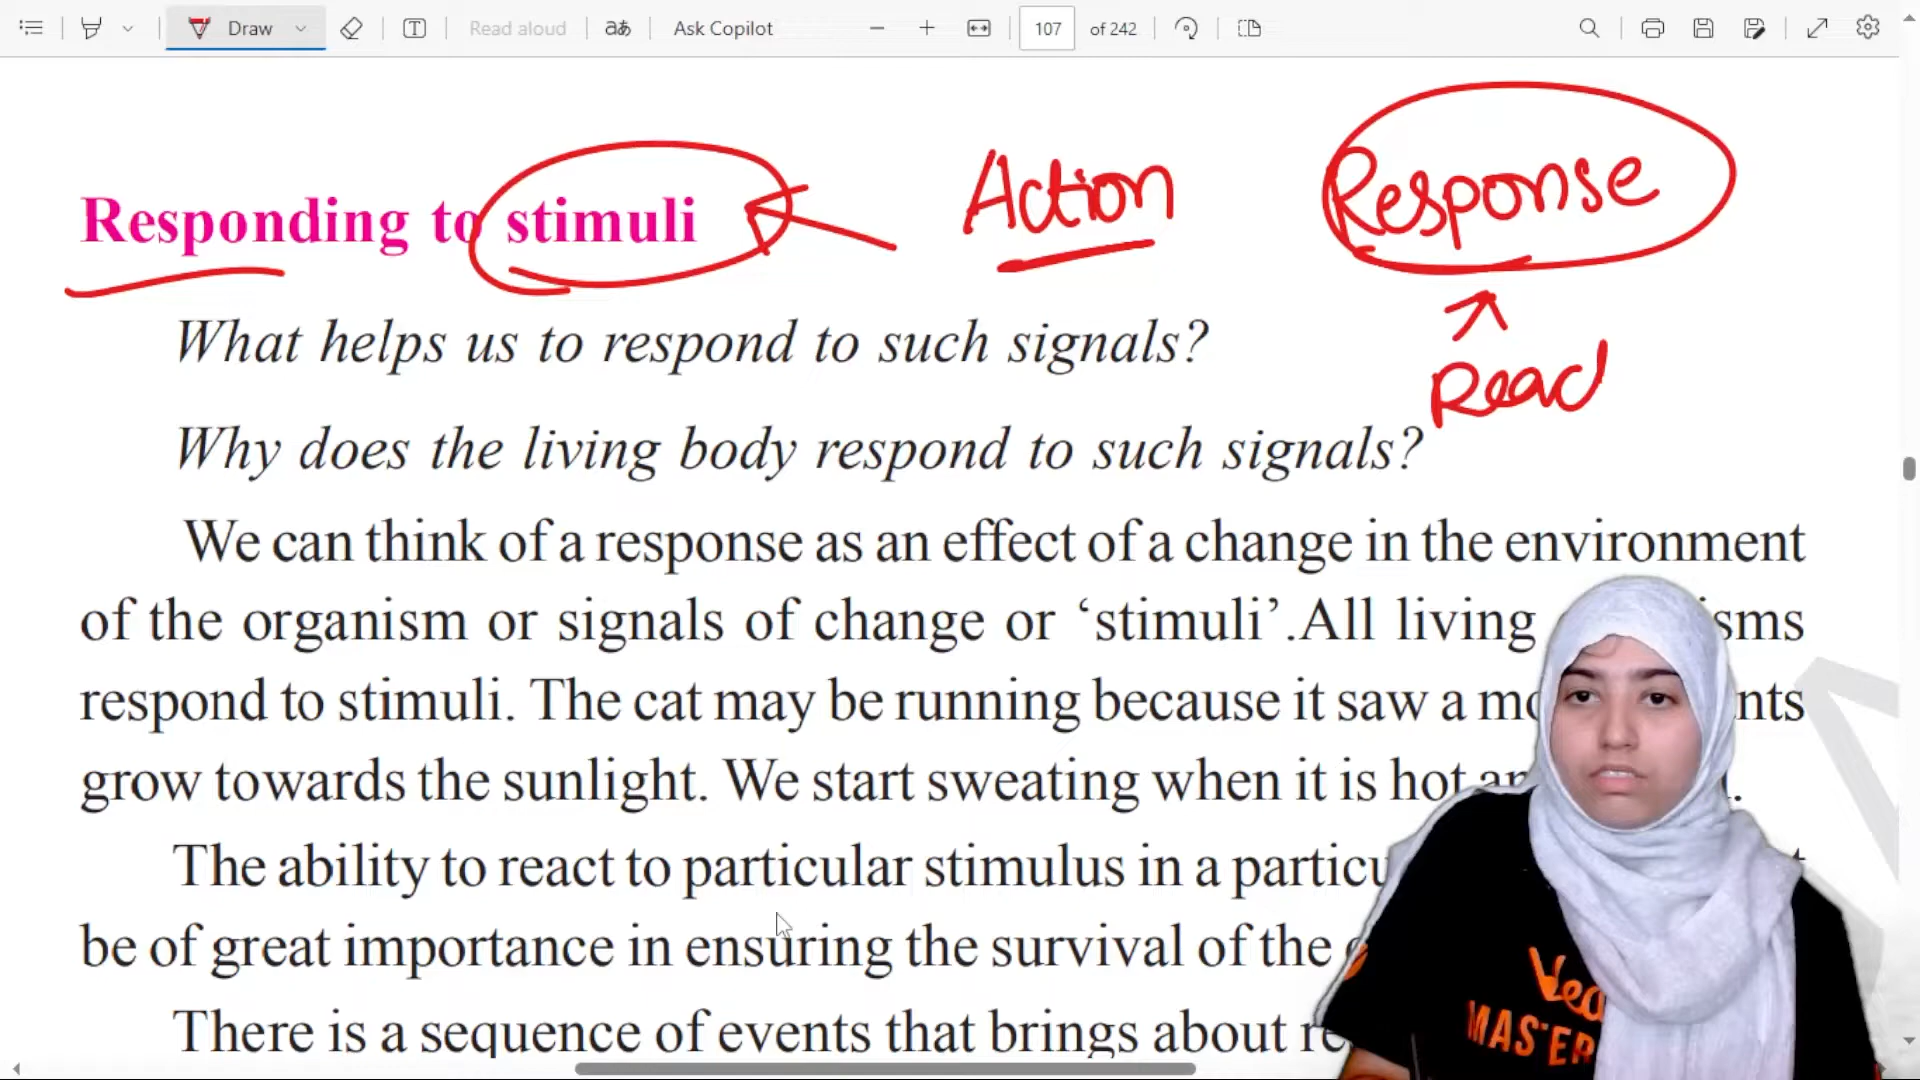 Draw
Read aloud
Ask Copilot
107 of 242
Action
Response
Responding to stimuli
What helps us to respond to such signals?
Read
Why does the living body respond to such signals?
We can think of a response as an effect of a change in the environment
of the organism or signals of change or ‘stimuli’.All living
respond to stimuli. The cat may be running because it saw a
grow towards the sunlight. We start sweating when it is hot
The ability to react to particular stimulus in a
be of great importance in ensuring the survival of the
There is a sequence of events that brings about